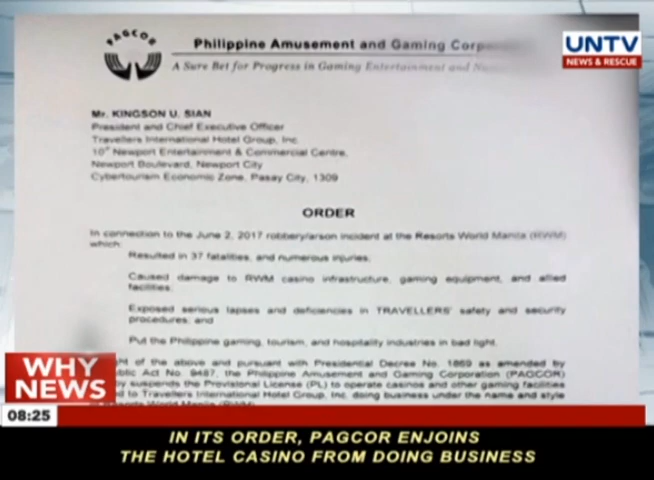 PAGCOR
Philippine Amusement and Gaming Corp
A Sure Bet for Progress in Gaming Entertainment and
UNTV
NEWS & RESCUE
Mr. KINGSON U. SIAN
President and Chief Executive Officer
Travellers International Hotel Group, Inc.
10th Newport Entertainment & Commercial Centre,
Newport Boulevard, Newport City
Cybertourism Economic Zone, Pasay City, 1309
ORDER
In connection to the June 2, 2017 robbery/arson incident at the Resorts World Manila (RWM)
which:
Resulted in 37 fatalities, and numerous injuries;
Caused damage to RWM casino infrastructure, gaming equipment, and allied
facilities;
Exposed serious lapses and deficiencies in TRAVELLERS' safety and security
procedures; and
Put the Philippine gaming, tourism, and hospitality industries in bad light.
of the above and pursuant with Presidential Decree No. 1869 as amended by
Act No. 9487, the Philippine Amusement and Gaming Corporation (PAGCOR)
suspends the Provisional License (PL) to operate casinos and other gaming facilities
to Travellers International Hotel Group, Inc. doing business under the name and style
World Manila (RWM)
WHY
NEWS
08:25
IN ITS ORDER, PAGCOR ENJOINS
THE HOTEL CASINO FROM DOING BUSINESS